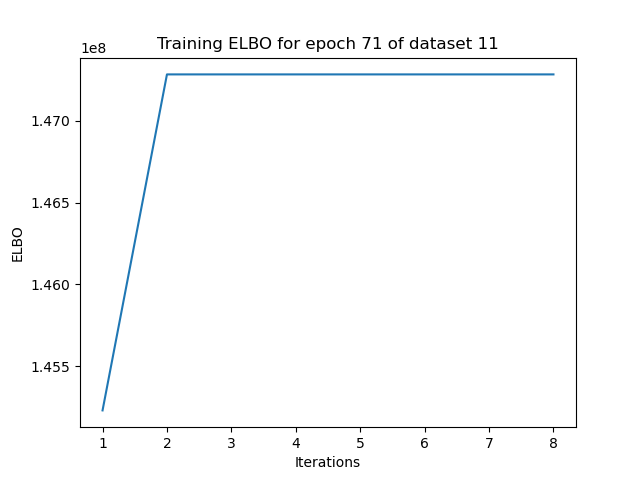 Training ELBO for epoch 71 of dataset 11
1e8
1.470
1.465
1.460
1.455
ELBO
1 2 3 4 5 6 7 8
Iterations